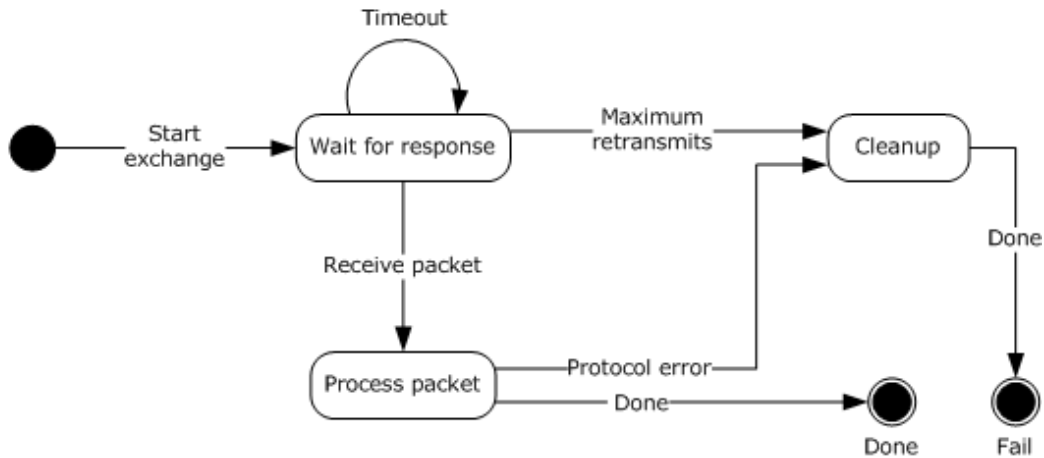 Timeout
Start
exchange
Wait for response
Maximum
retransmits
Cleanup
Done
Receive packet
Process packet
Protocol error
Done
Done
Fail